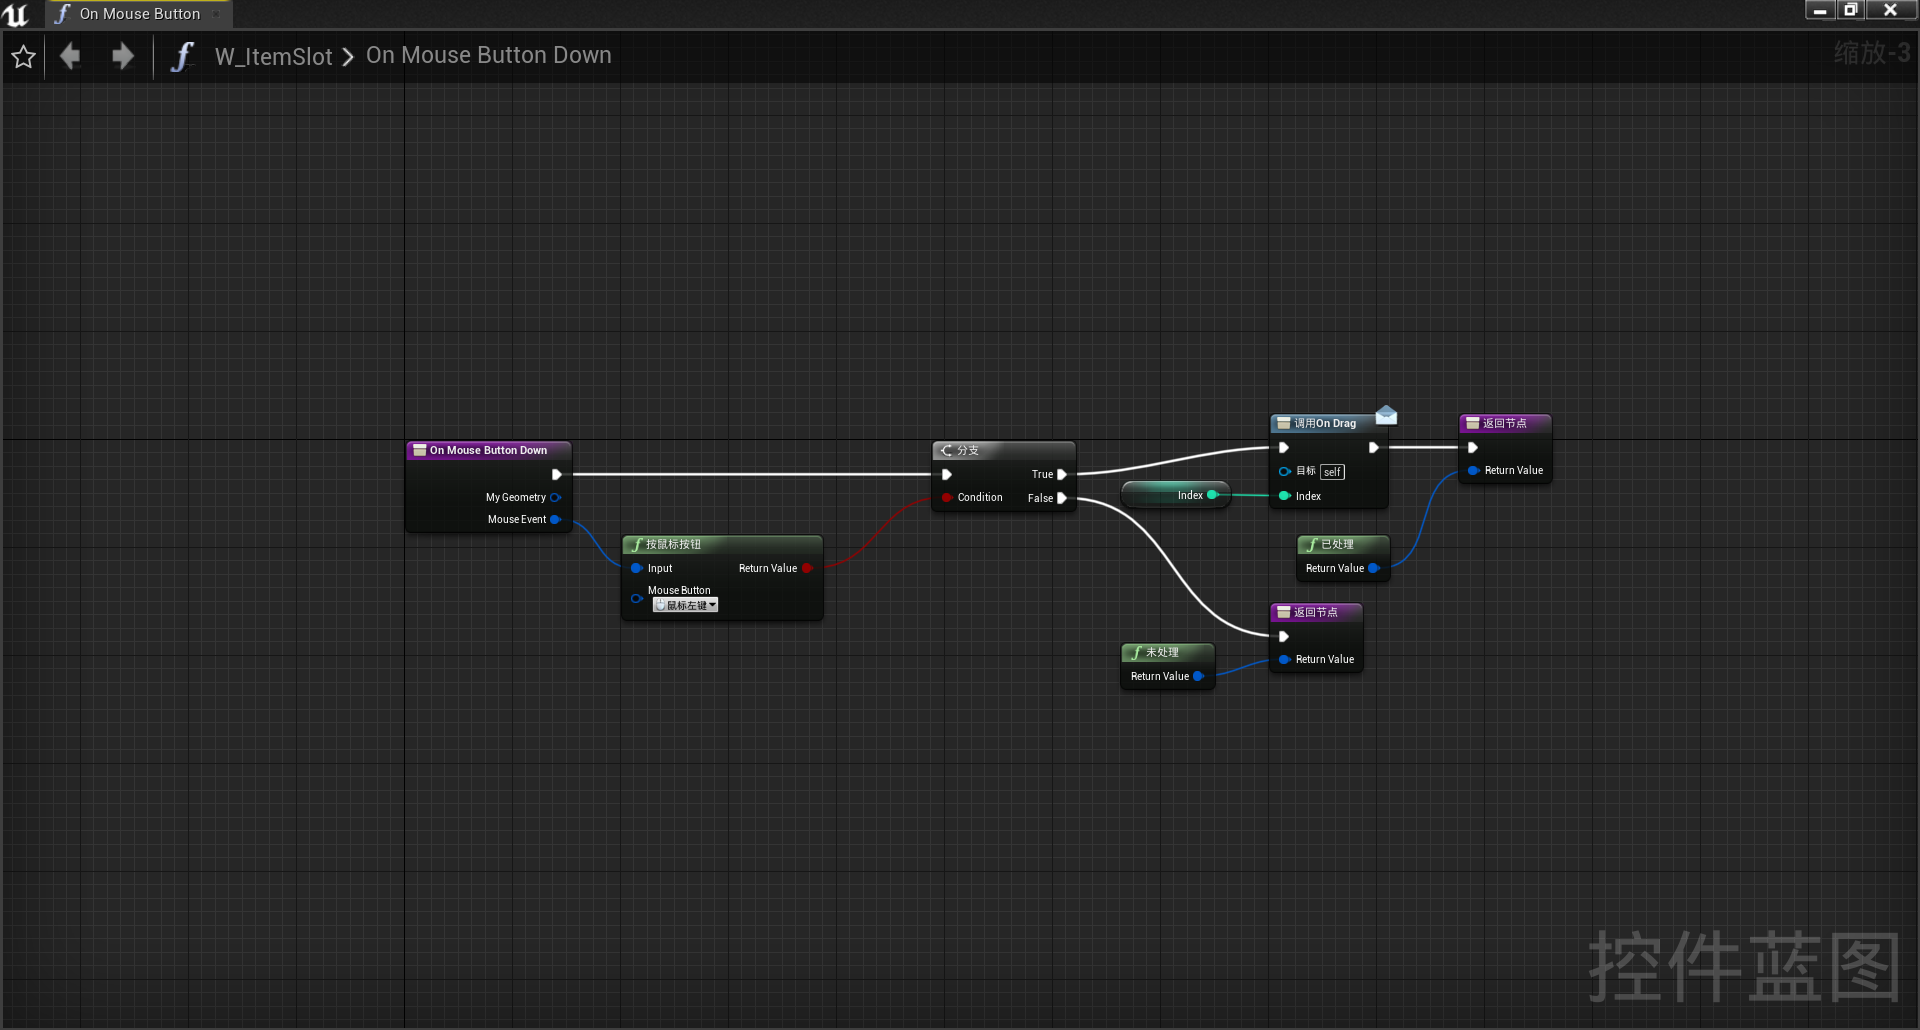 On Mouse Button
W_ItemSlot
On Mouse Button Down
缩放-3
On Mouse Button Down
My Geometry
Mouse Event
按鼠标按钮
Input
Return Value
Mouse Button
鼠标左键
分支
True
Condition
False
Index
调用On Drag
目标
self
Index
返回节点
Return Value
已处理
Return Value
返回节点
Return Value
未处理
Return Value
控件蓝图